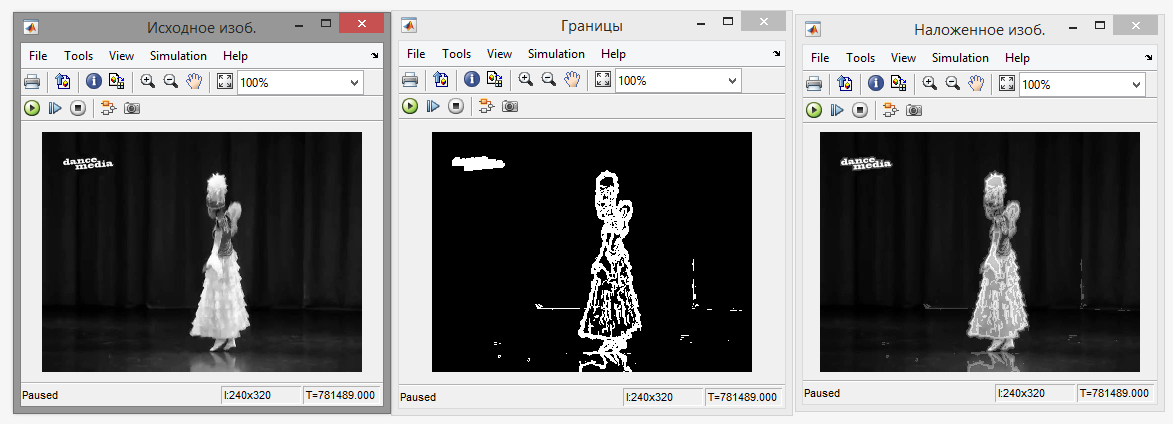 Исходное изоб.
File Tools View Simulation Help
100%
dance
media
Paused I:240x320 T=781489.000
Границы
File Tools View Simulation Help
100%
Paused I:240x320 T=781489.000
Наложенное изоб.
File Tools View Simulation Help
100%
dance
media
Paused I:240x320 T=781489.000